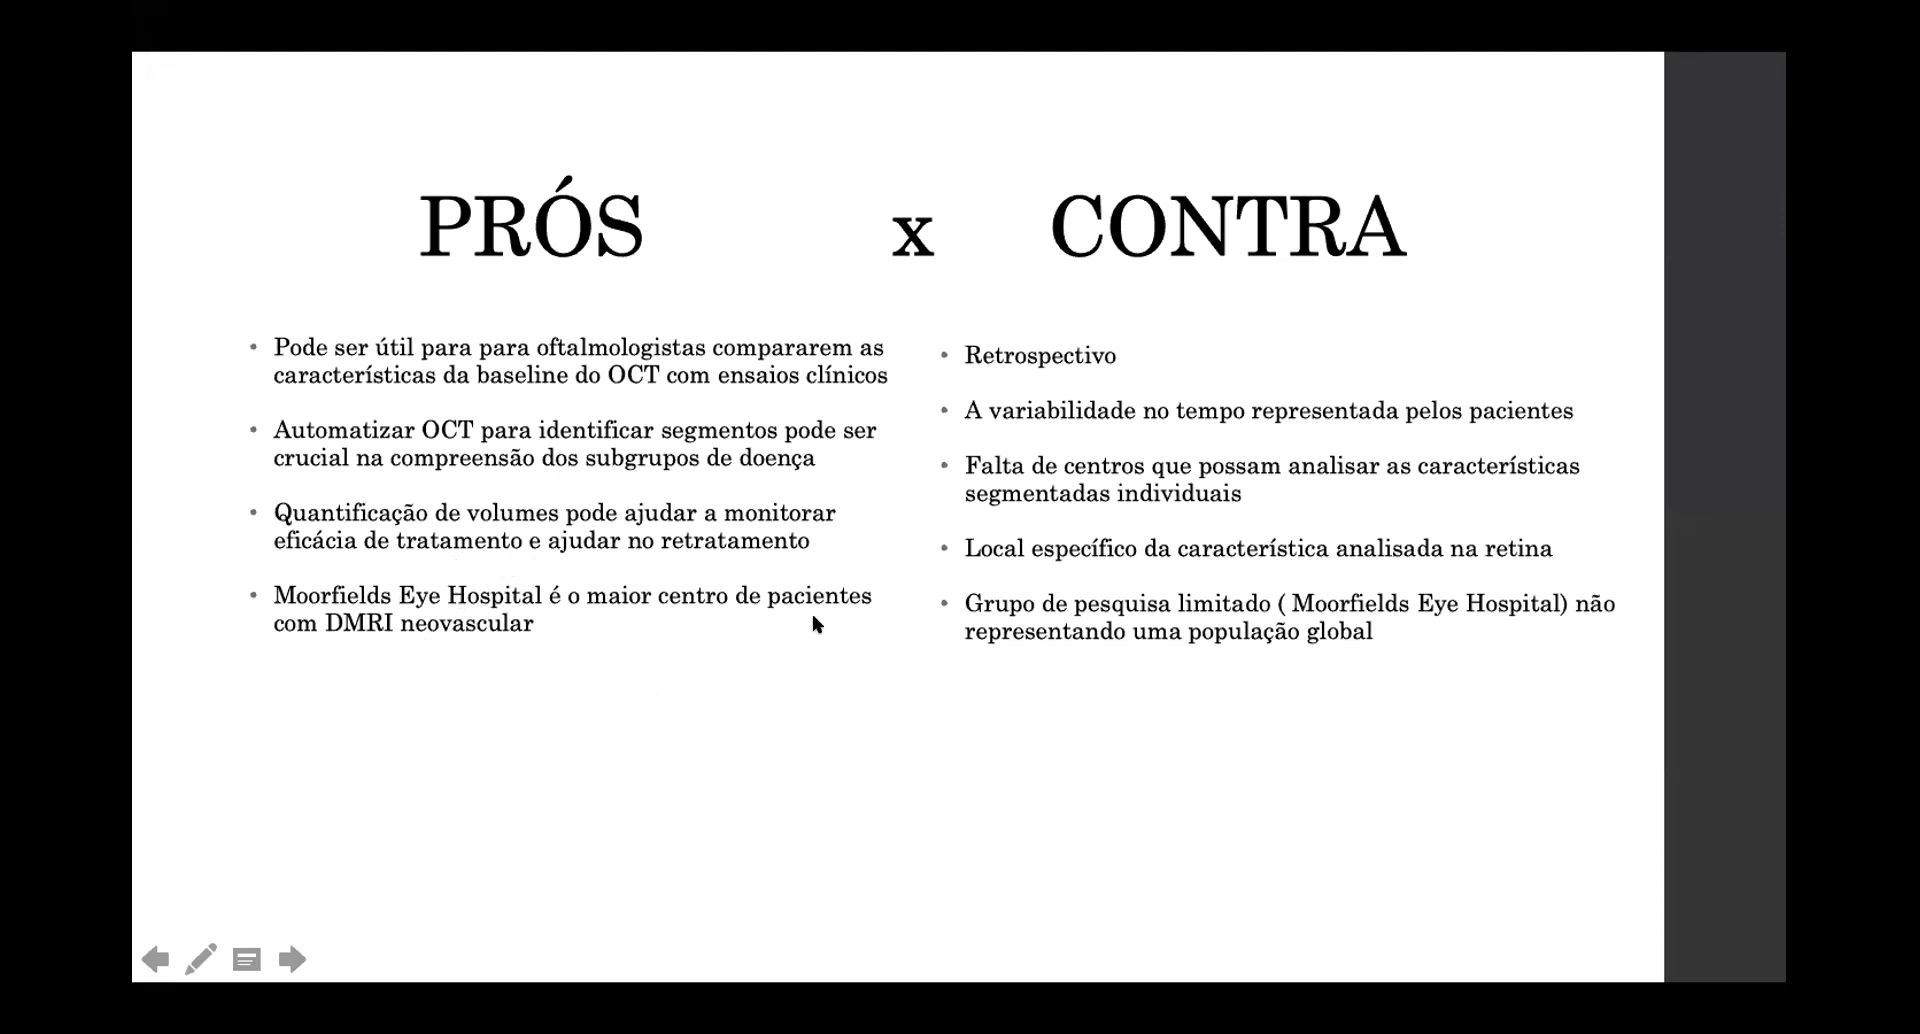 PRÓS x CONTRA
• Pode ser útil para para oftalmologistas compararem as
características da baseline do OCT com ensaios clínicos
• Automatizar OCT para identificar segmentos pode ser
crucial na compreensão dos subgrupos de doença
• Quantificação de volumes pode ajudar a monitorar
eficácia de tratamento e ajudar no retratamento
• Moorfields Eye Hospital é o maior centro de pacientes
com DMRI neovascular
• Retrospectivo
• A variabilidade no tempo representada pelos pacientes
• Falta de centros que possam analisar as características
segmentadas individuais
• Local específico da característica analisada na retina
• Grupo de pesquisa limitado ( Moorfields Eye Hospital) não
representando uma população global